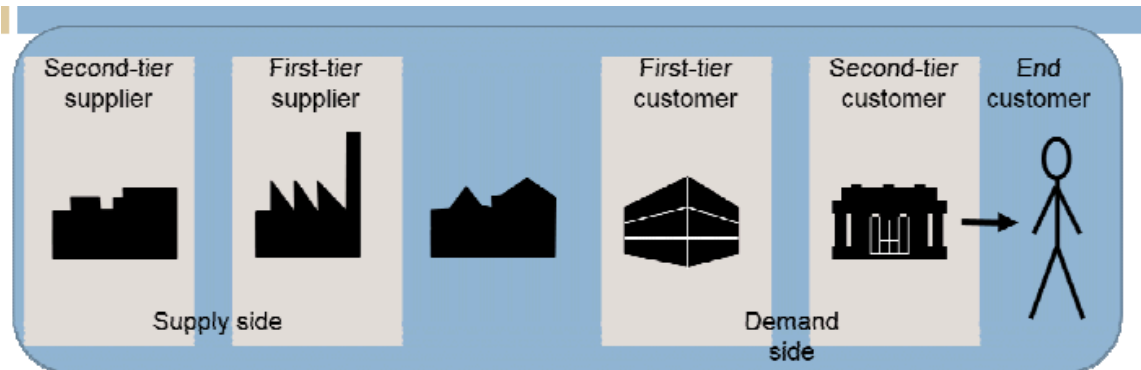 Second-tier
supplier
First-tier
supplier
First-tier
customer
Second-tier
customer
End
customer
Supply side
Demand
side